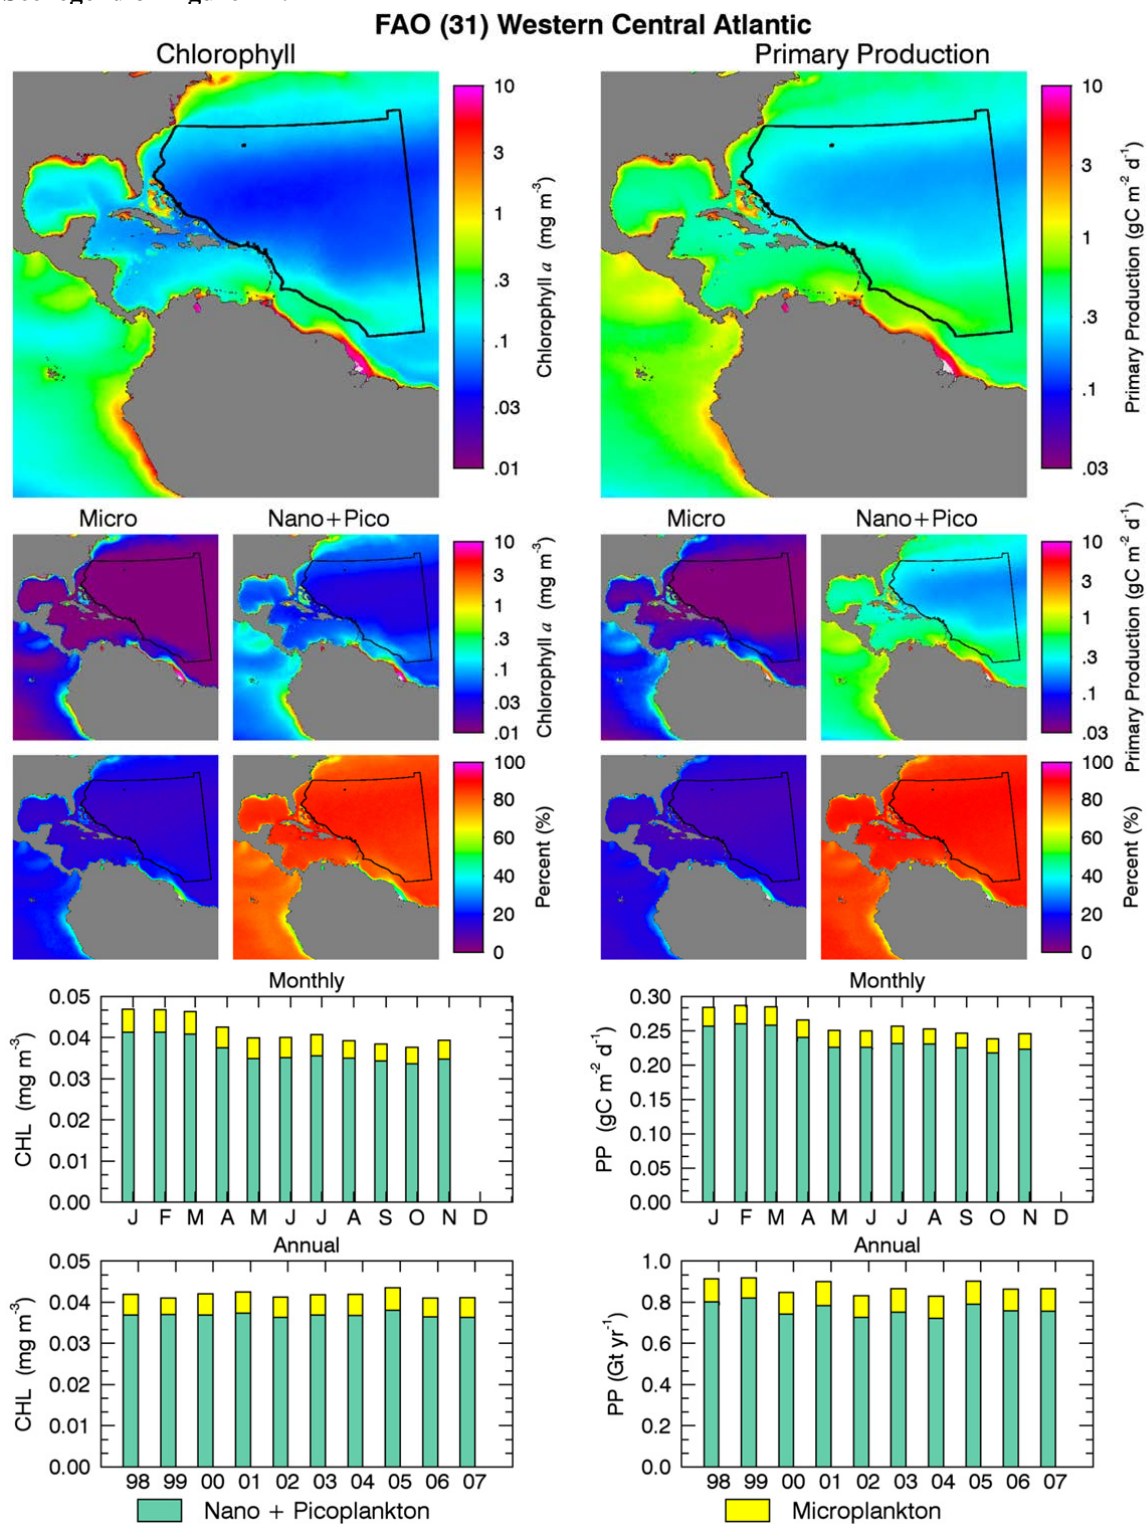 FAO (31) Western Central Atlantic
Chlorophyll
Primary Production
10
3
1
.3
.1
.03
.01
Chlorophyll a (mg m-3)
10
3
1
.3
.1
.03
Primary Production (gC m-2 d-1)
Micro
Nano+Pico
Micro
Nano+Pico
10
3
1
.3
.1
.03
.01
Chlorophyll a (mg m-3)
10
3
1
.3
.1
.03
Primary Production (gC m-2 d-1)
100
80
60
40
20
0
Percent (%)
100
80
60
40
20
0
Percent (%)
Monthly
0.05
0.04
0.03
0.02
0.01
0.00
CHL (mg m-3)
J F M A M J J A S O N D
Monthly
0.30
0.25
0.20
0.15
0.10
0.05
0.00
PP (gC m-2 d-1)
J F M A M J J A S O N D
Annual
0.05
0.04
0.03
0.02
0.01
0.00
CHL (mg m-3)
98 99 00 01 02 03 04 05 06 07
Annual
1.0
0.8
0.6
0.4
0.2
0.0
PP (Gt yr-1)
98 99 00 01 02 03 04 05 06 07
Nano + Picoplankton
Microplankton